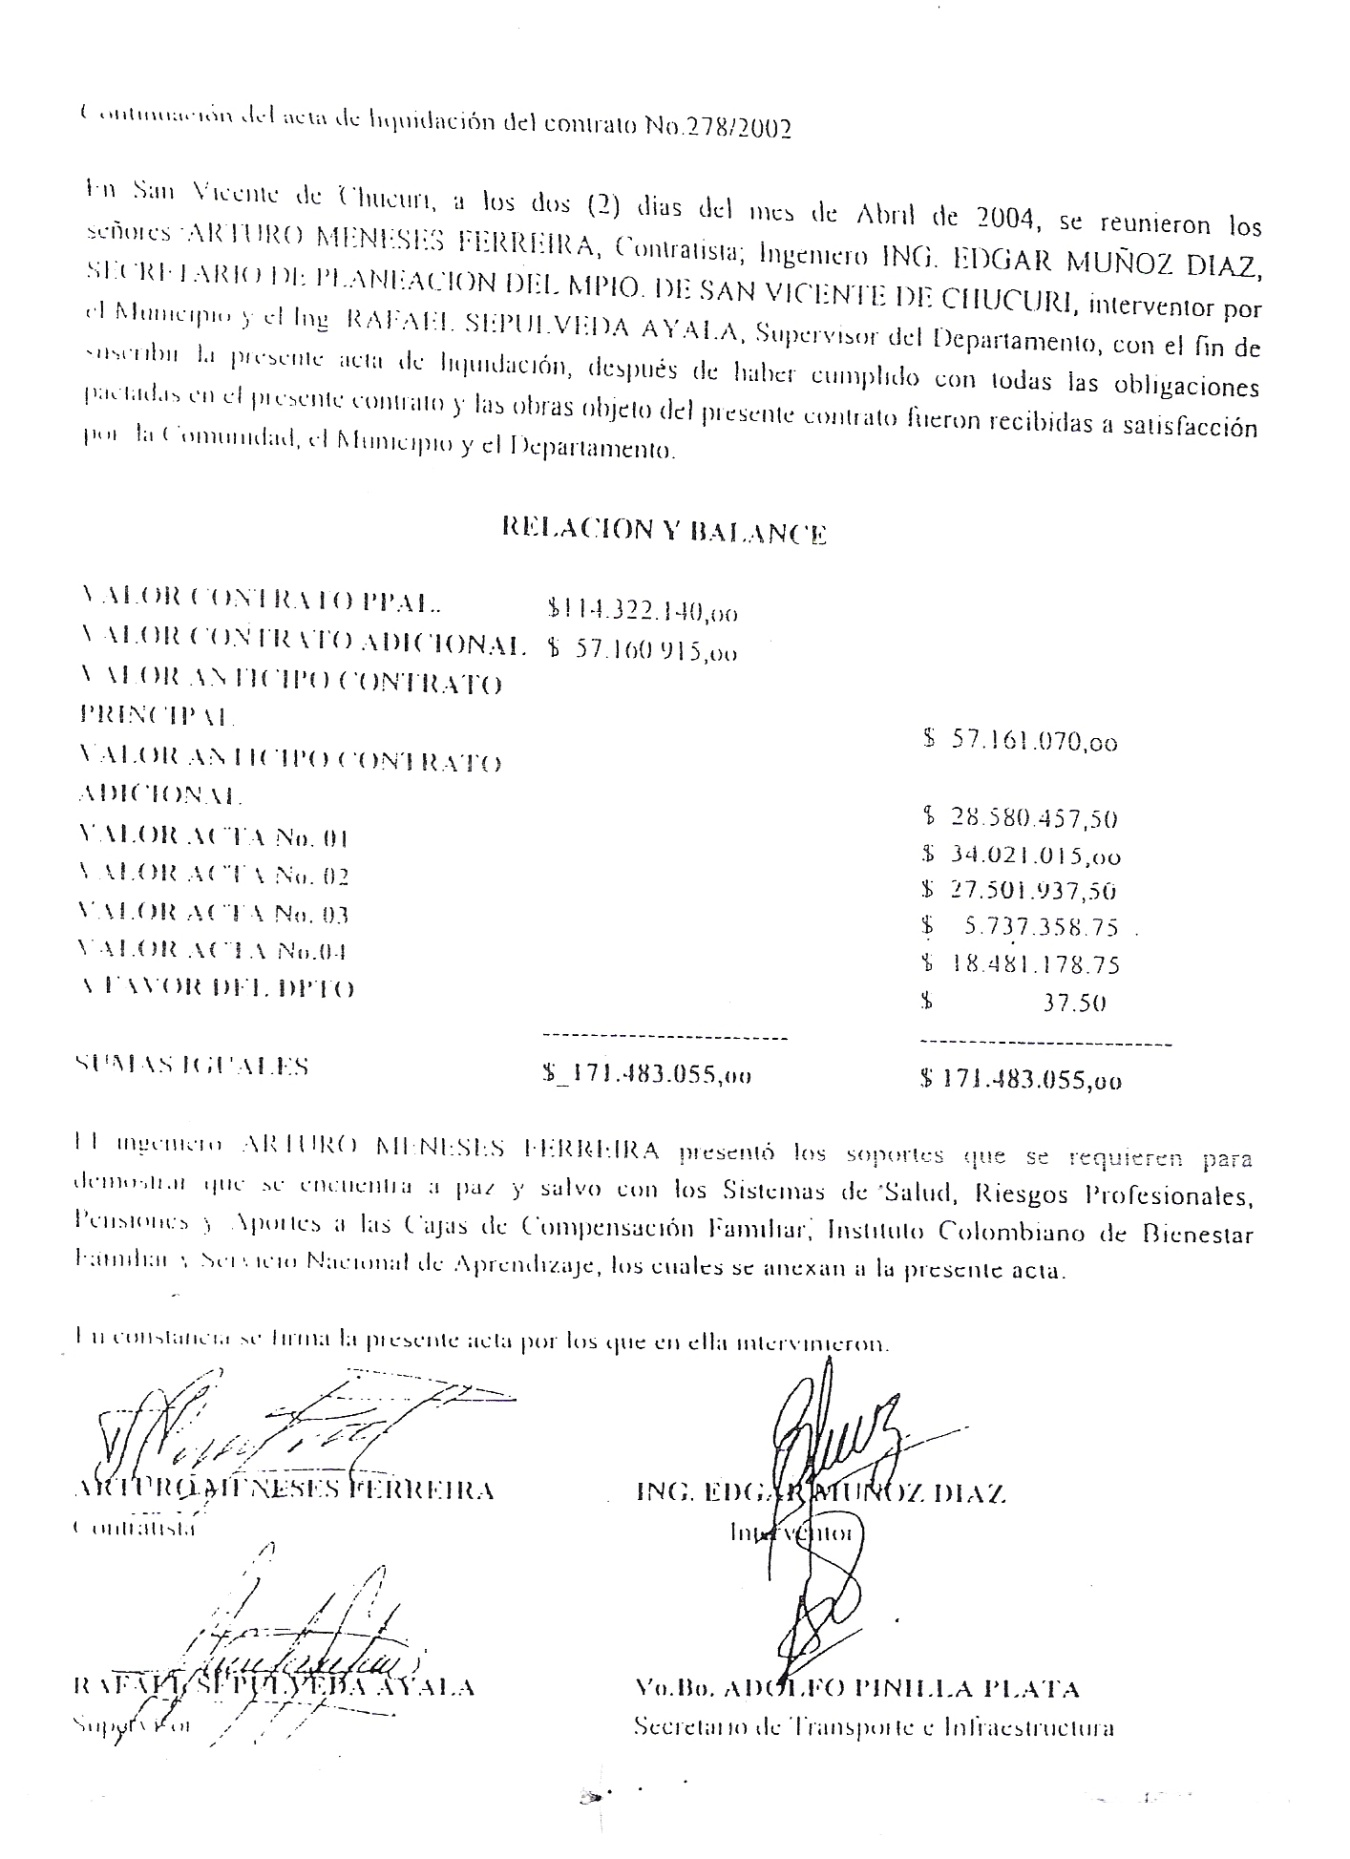 Continuación del acta de liquidación del contrato No.278/2002
En San Vicente de Chucuri, a los dos (2) dias del mes de Abril de 2004, se reunieron los
señores ARTURO MENESES FERREIRA, Contratista; Ingeniero ING. EDGAR MUÑOZ DIAZ,
SECRETARIO DE PLANEACION DEL MPIO. DE SAN VICENTE DE CHUCURI, interventor por
el Municipio y el Ing. RAFAEL SEPULVEDA AYALA, Supervisor del Departamento, con el fin de
suscribir la presente acta de liquidación, después de haber cumplido con todas las obligaciones
pactadas en el presente contrato y las obras objeto del presente contrato fueron recibidas a satisfacción
por la Comunidad, el Municipio y el Departamento.
RELACION Y BALANCE
VALOR CONTRATO PPAL. $114.322.140,oo
VALOR CONTRATO ADICIONAL $ 57.160.915,oo
VALOR ANTICIPO CONTRATO
PRINCIPAL $ 57.161.070,oo
VALOR ANTICIPO CONTRATO
ADICIONAL $ 28.580.457,50
VALOR ACTA No. 01 $ 34.021.015,oo
VALOR ACTA No. 02 $ 27.501.937,50
VALOR ACTA No. 03 $ 5.737.358.75
VALOR ACTA No.04 $ 18.481.178.75
A FAVOR DEL DPTO $ 37.50
------------------------- --------------------------
SUMAS IGUALES $_171.483.055,oo $ 171.483.055,oo
El ingeniero ARTURO MENESES FERREIRA presentó los soportes que se requieren para
demostrar que se encuentra a paz y salvo con los Sistemas de Salud, Riesgos Profesionales,
Pensiones y Aportes a las Cajas de Compensación Familiar, Instituto Colombiano de Bienestar
Familiar y Servicio Nacional de Aprendizaje, los cuales se anexan a la presente acta.
En constancia se firma la presente acta por los que en ella intervinieron.
ARTURO MENESES FERREIRA ING. EDGAR MUÑOZ DIAZ
Contratista Interventor
RAFAEL SEPULVEDA AYALA Vo.Bo. ADOLFO PINILLA PLATA
Supervisor Secretario de Transporte e Infraestructura